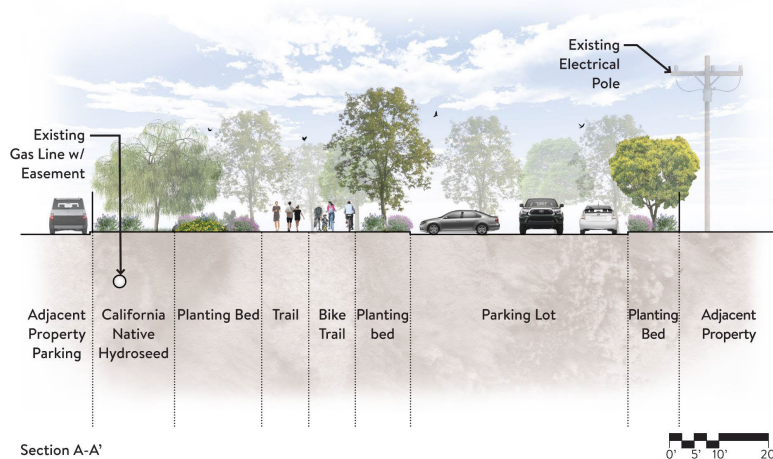 Existing
Electrical
Pole
Existing
Gas Line w/
Easement
Adjacent
Property
Parking
California
Native
Hydroseed
Planting Bed
Trail
Bike
Trail
Planting
bed
Parking Lot
Planting
Bed
Adjacent
Property
Section A-A'
0' 5' 10' 20